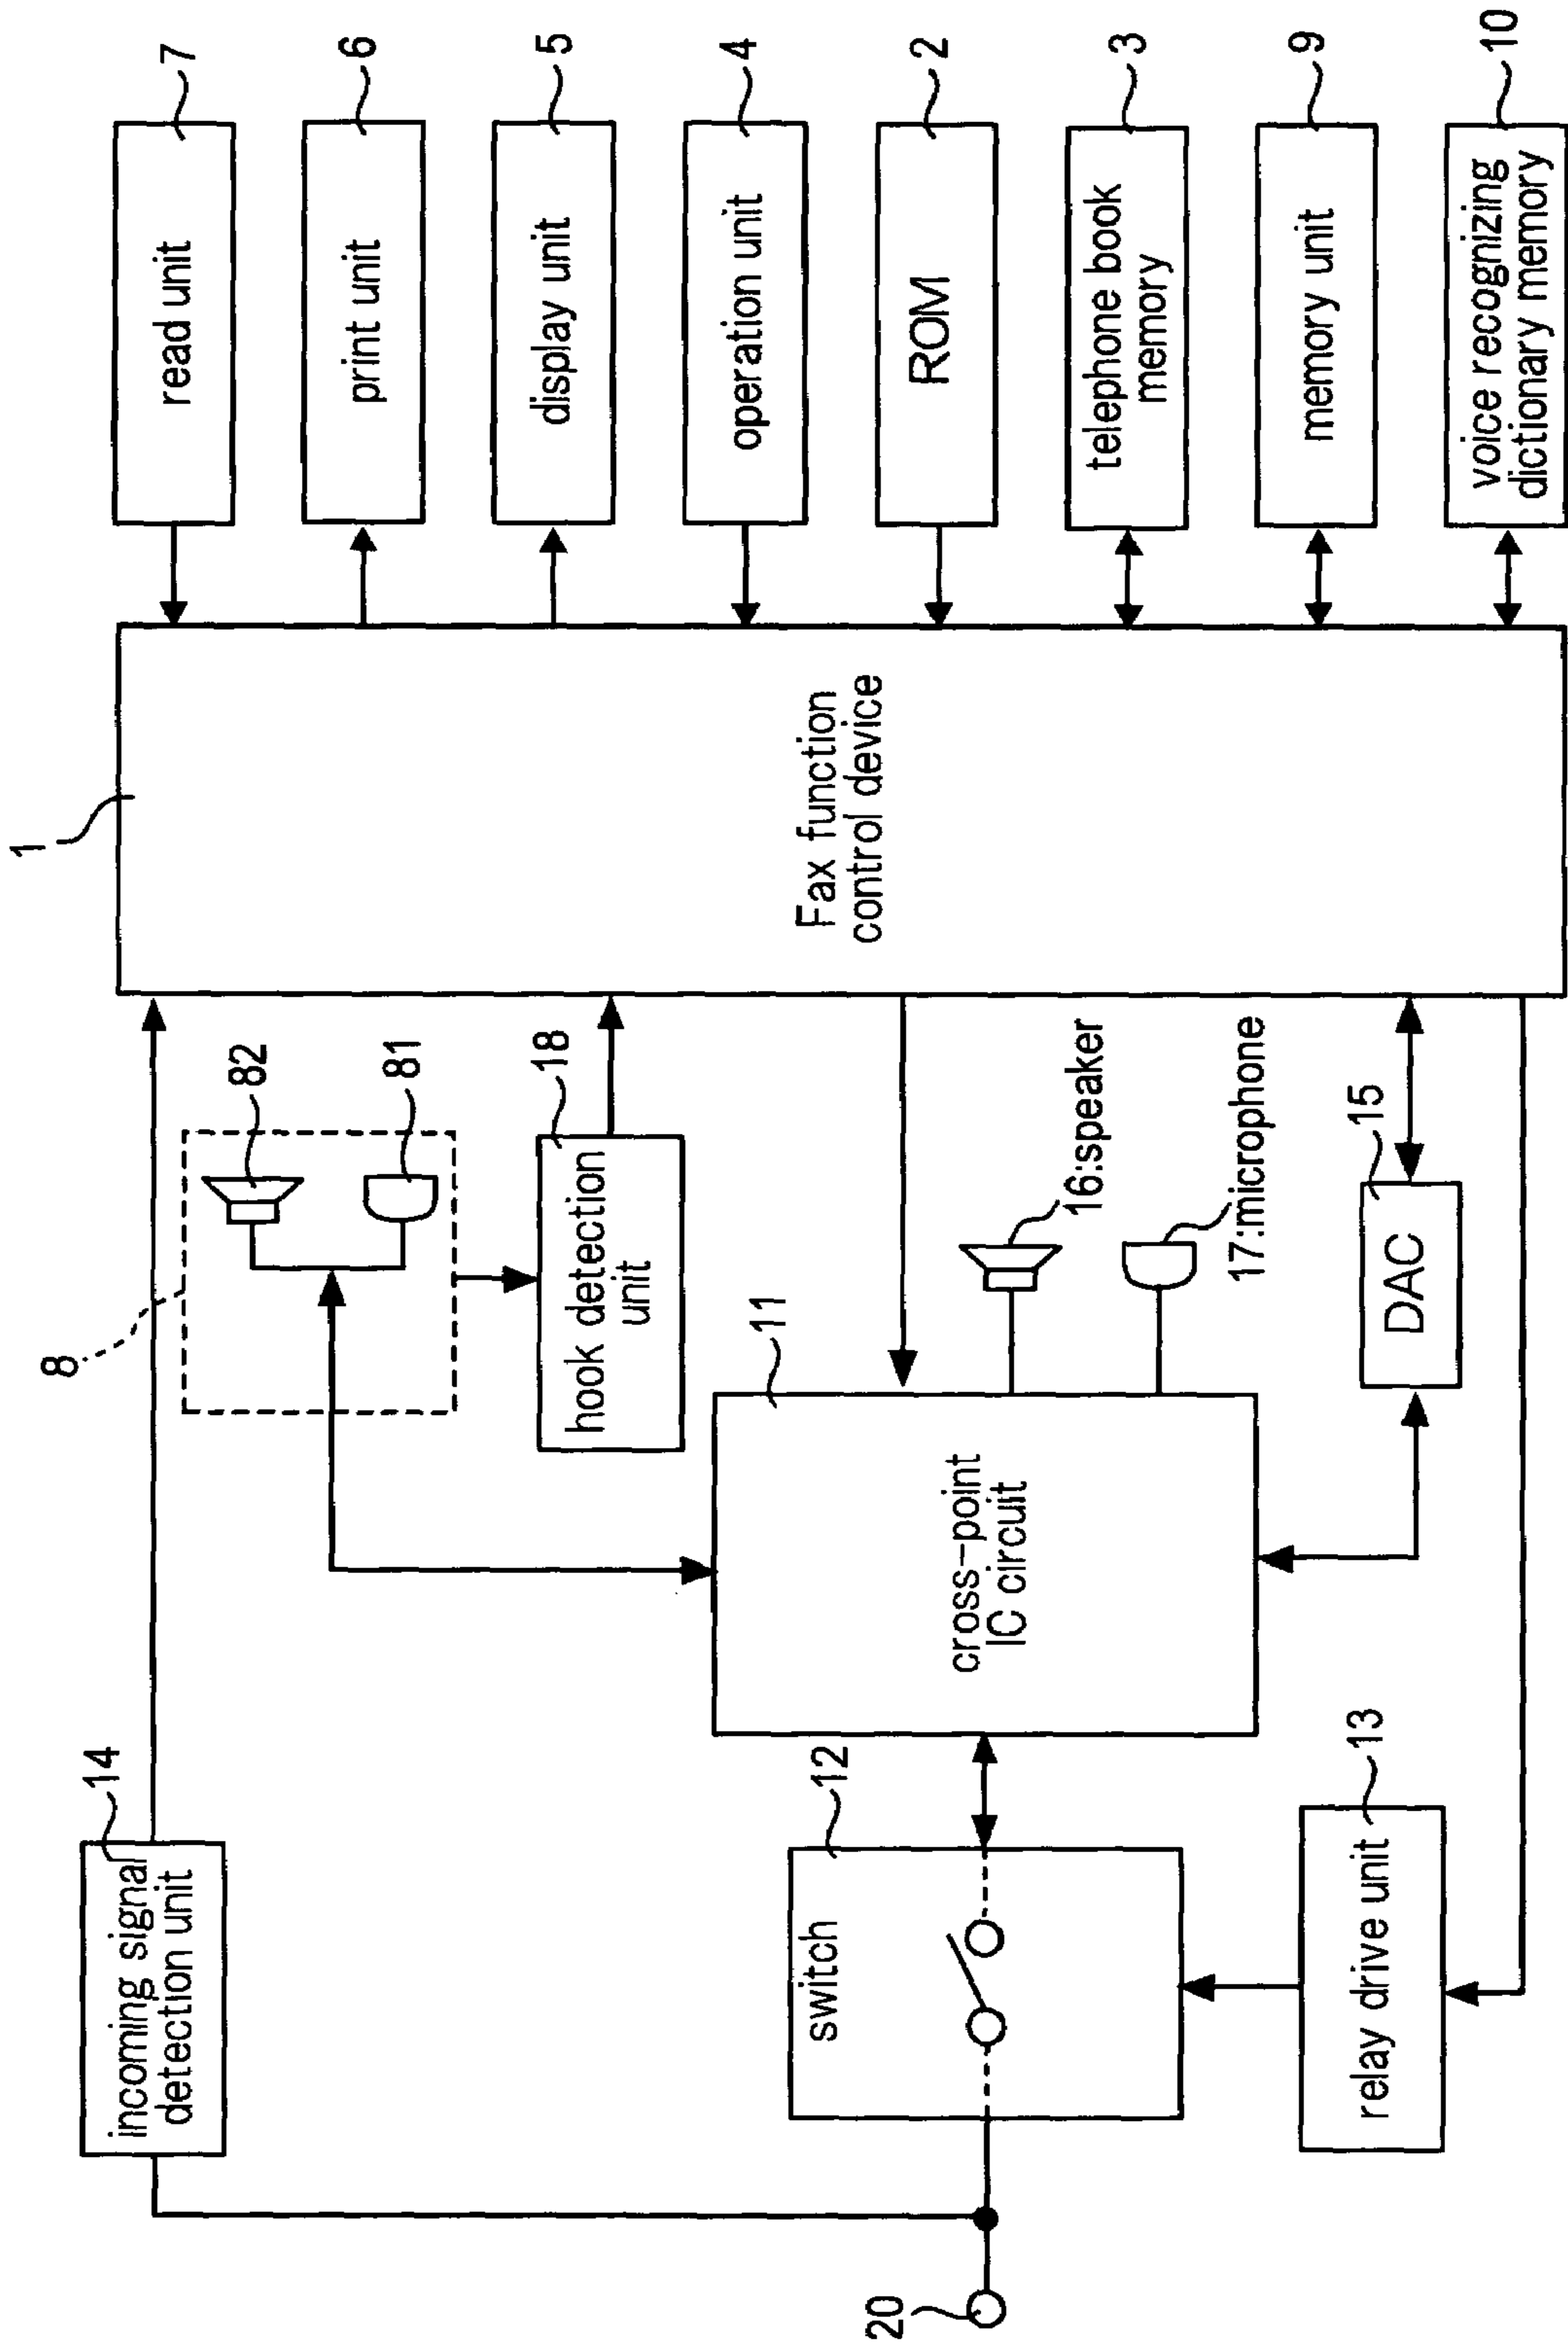 1
7
read unit
6
print unit
5
display unit
4
operation unit
2
ROM
3
telephone book
memory
9
memory unit
10
voice recognizing
dictionary memory
Fax function
control device
14
incoming signal
detection unit
8
82
81
18
hook detection
unit
11
cross-point
IC circuit
16:speaker
17:microphone
15
DAC
12
switch
13
relay drive unit
20